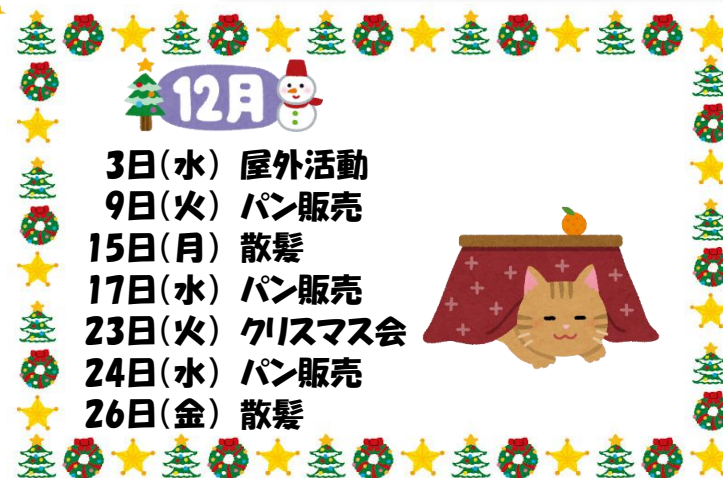 12月
3日(水) 屋外活動
9日(火) パン販売
15日(月) 散髪
17日(水) パン販売
23日(火) クリスマス会
24日(水) パン販売
26日(金) 散髪